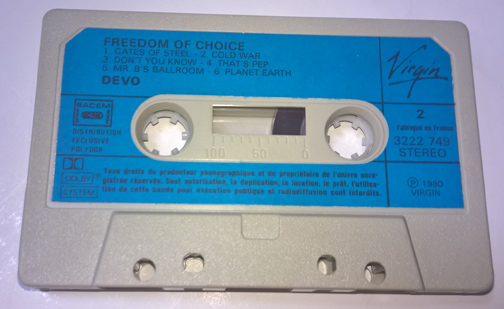 FREEDOM OF CHOICE
1. GATES OF STEEL - 2. COLD WAR
3. DON'T YOU KNOW - 4. THAT'S PEP
5. MR. B'S BALLROOM - 6. PLANET EARTH
DEVO
Virgin
SACEM
DISTRIBUTION
EXCLUSIVE
POLYGRAM
2
Fabriqué en France
3222 749
STEREO
100 50 0
DOLBY
SYSTEM
Tous droits du producteur phonographique et du propriétaire de l'œuvre enre-
gistrée réservés. Sauf autorisation, la duplication, la location, le prêt, l'utilisa-
tion de cette bande pour exécution publique et radiodiffusion sont interdits.
Ⓟ 1980
VIRGIN